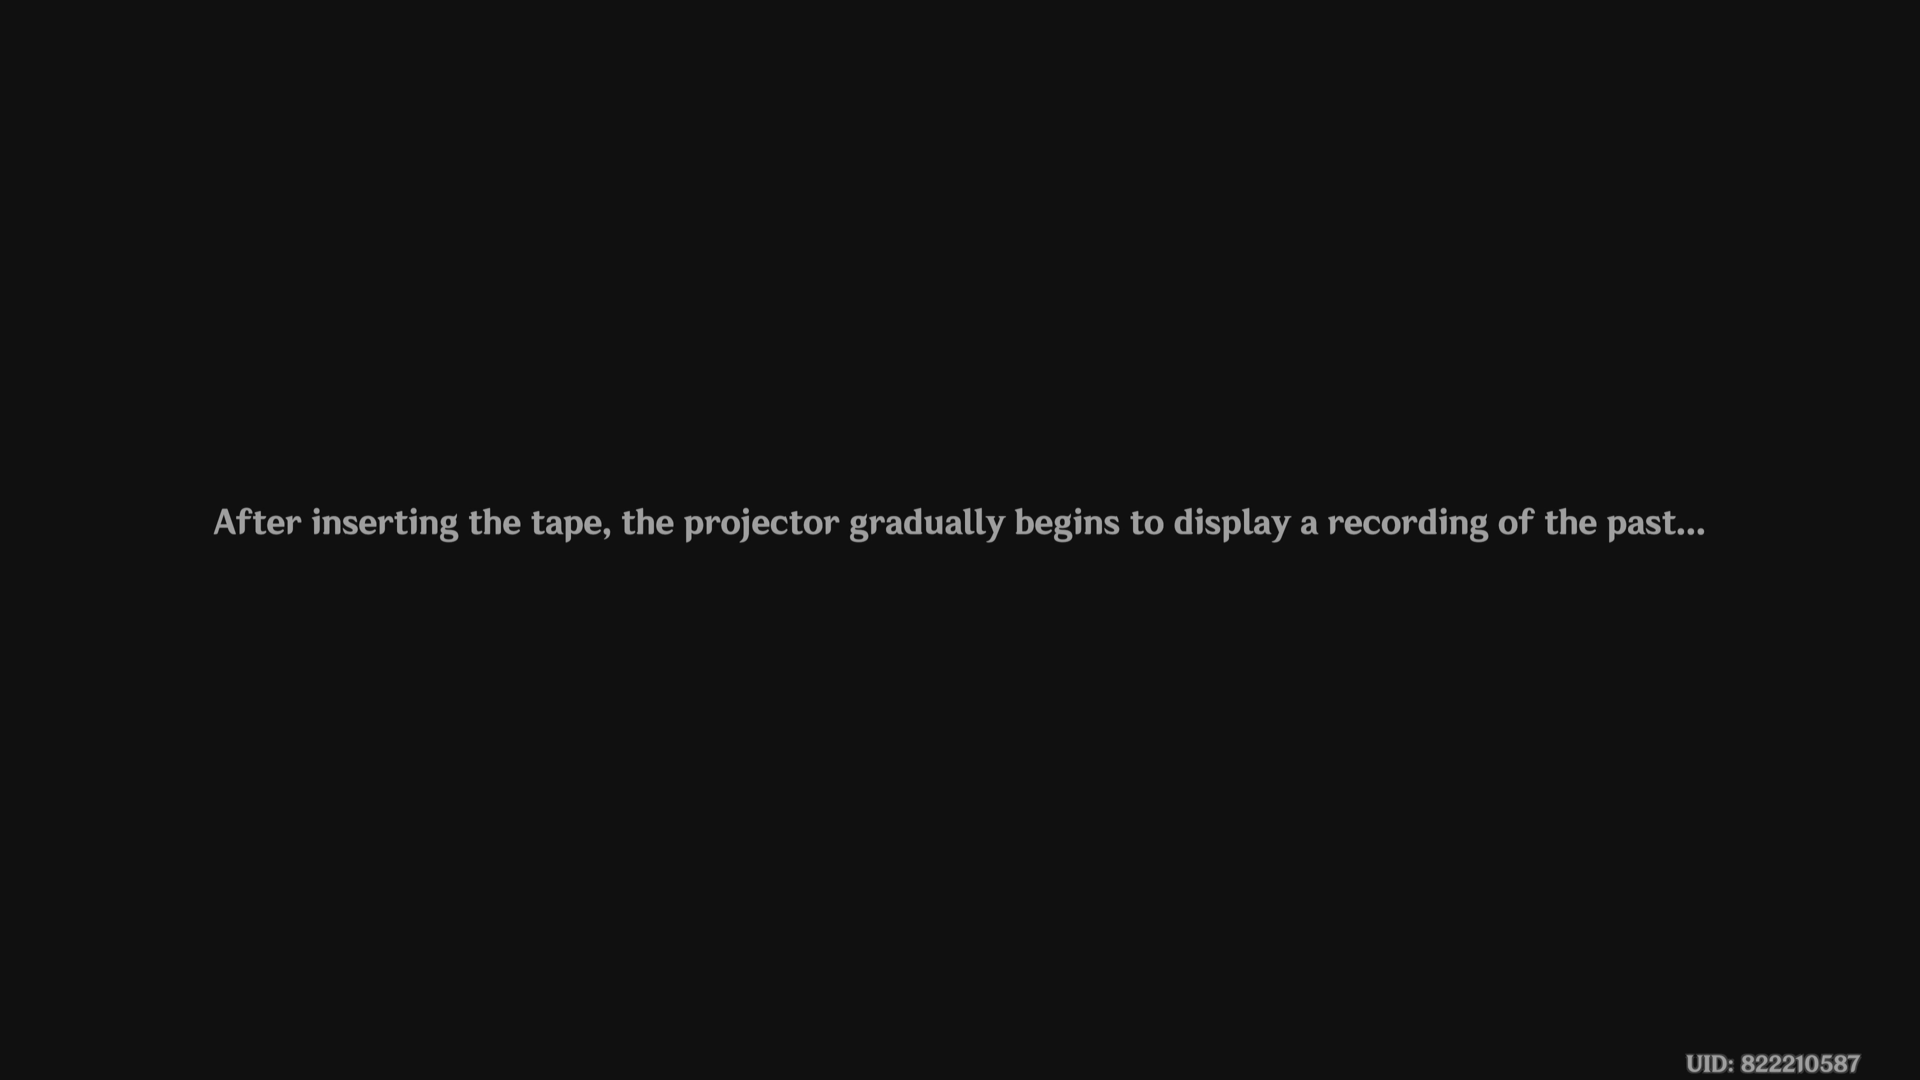 After inserting the tape, the projector gradually begins to display a recording of the past...
UID: 822210587